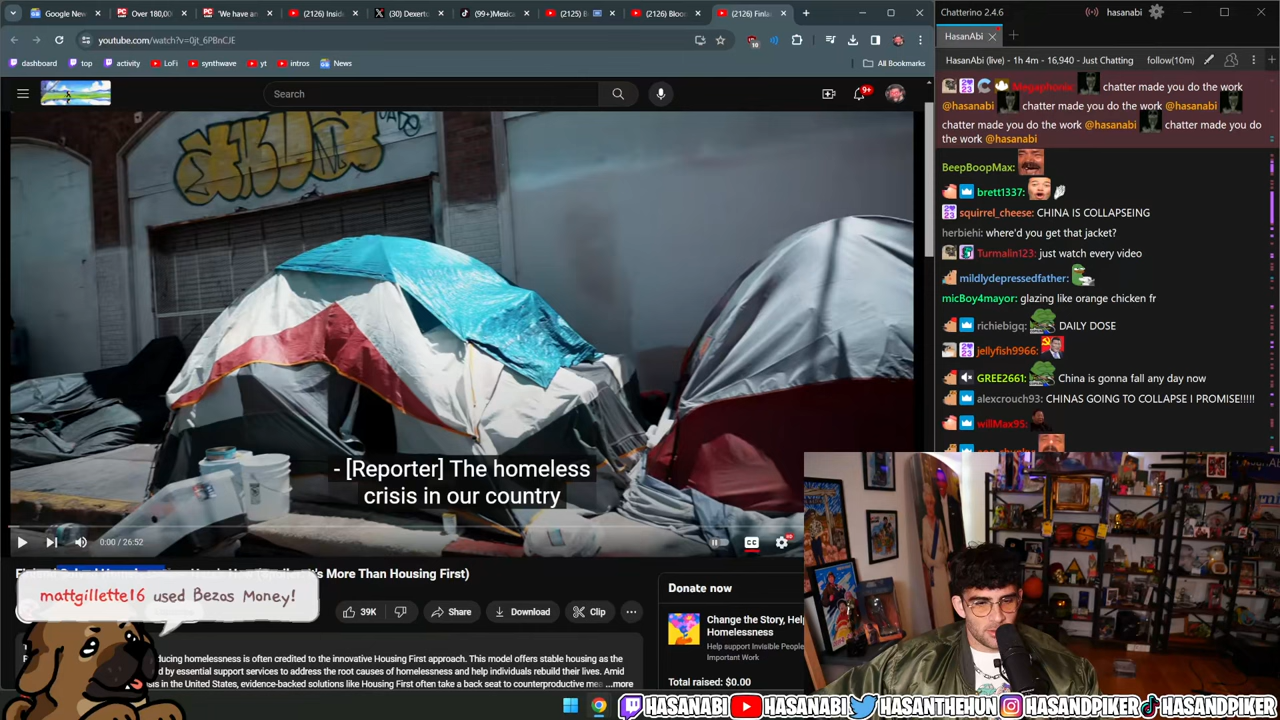 Google New
Over 180,0
"We have an
(2126) Insid
(30) Dexerto
(99+)Mexica
(2125) B
(2126) Bloo
(2126) Finla
youtube.com/watch?v=0jt_6PBnCJE
dashboard
top
activity
LoFi
synthwave
yt
intros
News
All Bookmarks
Search
9+
- [Reporter] The homeless
crisis in our country
0:00 / 26:52
's More Than Housing First)
mattgillette16 used Bezos Money!
39K
Share
Download
Clip
ducing homelessness is often credited to the innovative Housing First approach. This model offers stable housing as the
d by essential support services to address the root causes of homelessness and help individuals rebuild their lives. Amid
is in the United States, evidence-backed solutions like Housing First often take a back seat to counterproductive mea ...more
Donate now
Change the Story, Help
Homelessness
Help support Invisible People
Important Work
Total raised: $0.00
Chatterino 2.4.6
hasanabi
HasanAbi
HasanAbi (live) - 1h 4m - 16,940 - Just Chatting
follow(10m)
Megaphonix: chatter made you do the work
@hasanabi chatter made you do the work @hasanabi
chatter made you do the work @hasanabi chatter made you do
the work @hasanabi
BeepBoopMax:
brett1337:
squirrel_cheese: CHINA IS COLLAPSEING
herbiehi: where'd you get that jacket?
Turmalin123: just watch every video
mildlydepressedfather:
micBoy4mayor: glazing like orange chicken fr
richiebigq: DAILY DOSE
jellyfish9966:
GREE2661: China is gonna fall any day now
alexcrouch93: CHINAS GOING TO COLLAPSE I PROMISE!!!!!
willMax95:
HASANABI
HASANABI
HASANTHEHUN
HASANDPIKER
HASANDPIKER